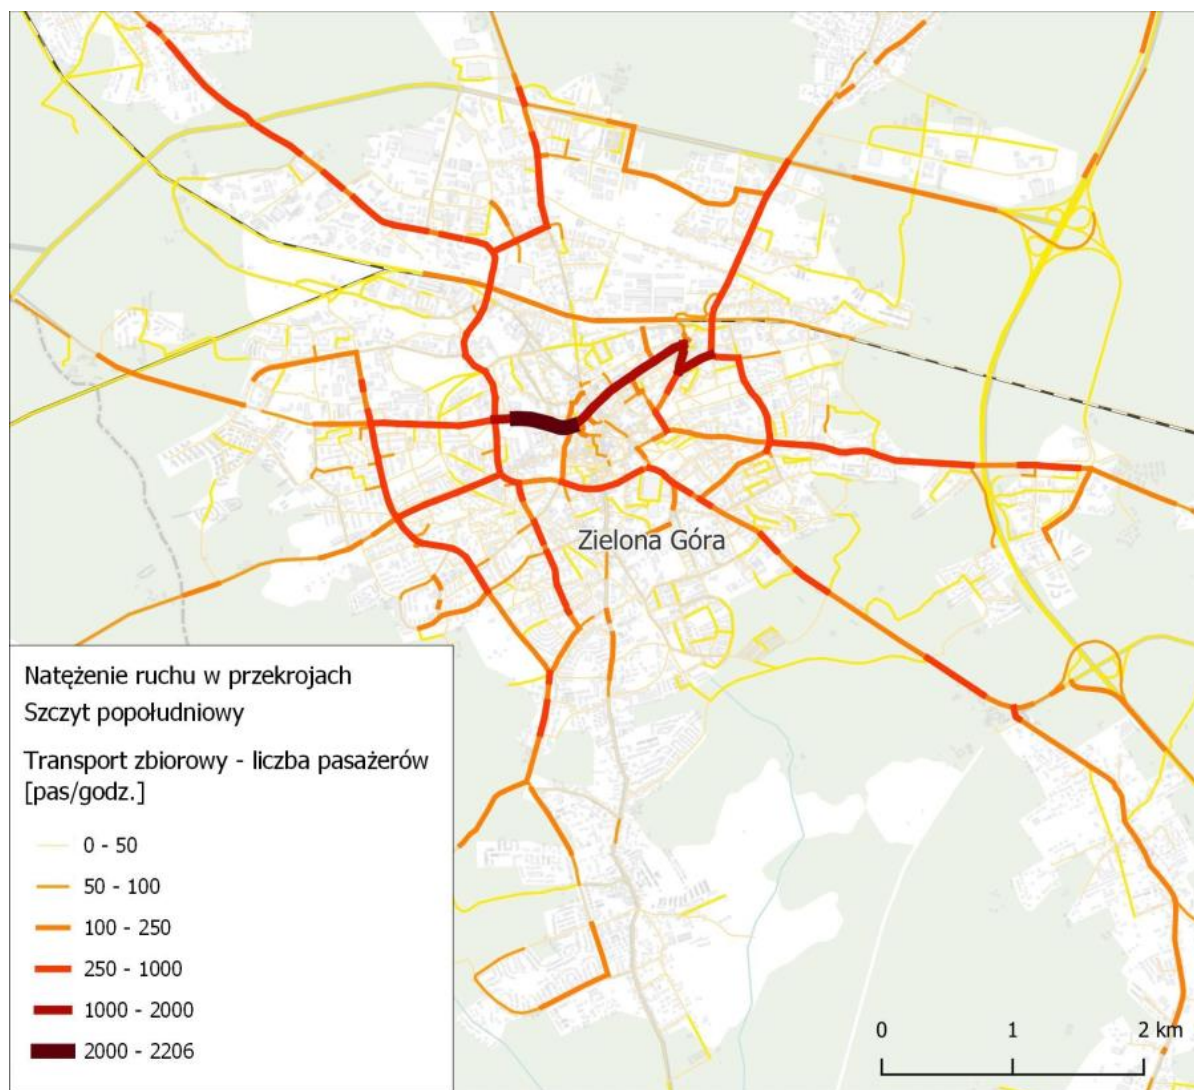 Zielona Góra
Natężenie ruchu w przekrojach
Szczyt popołudniowy
Transport zbiorowy - liczba pasażerów
[pas/godz.]
0 - 50
50 - 100
100 - 250
250 - 1000
1000 - 2000
2000 - 2206
0 1 2 km